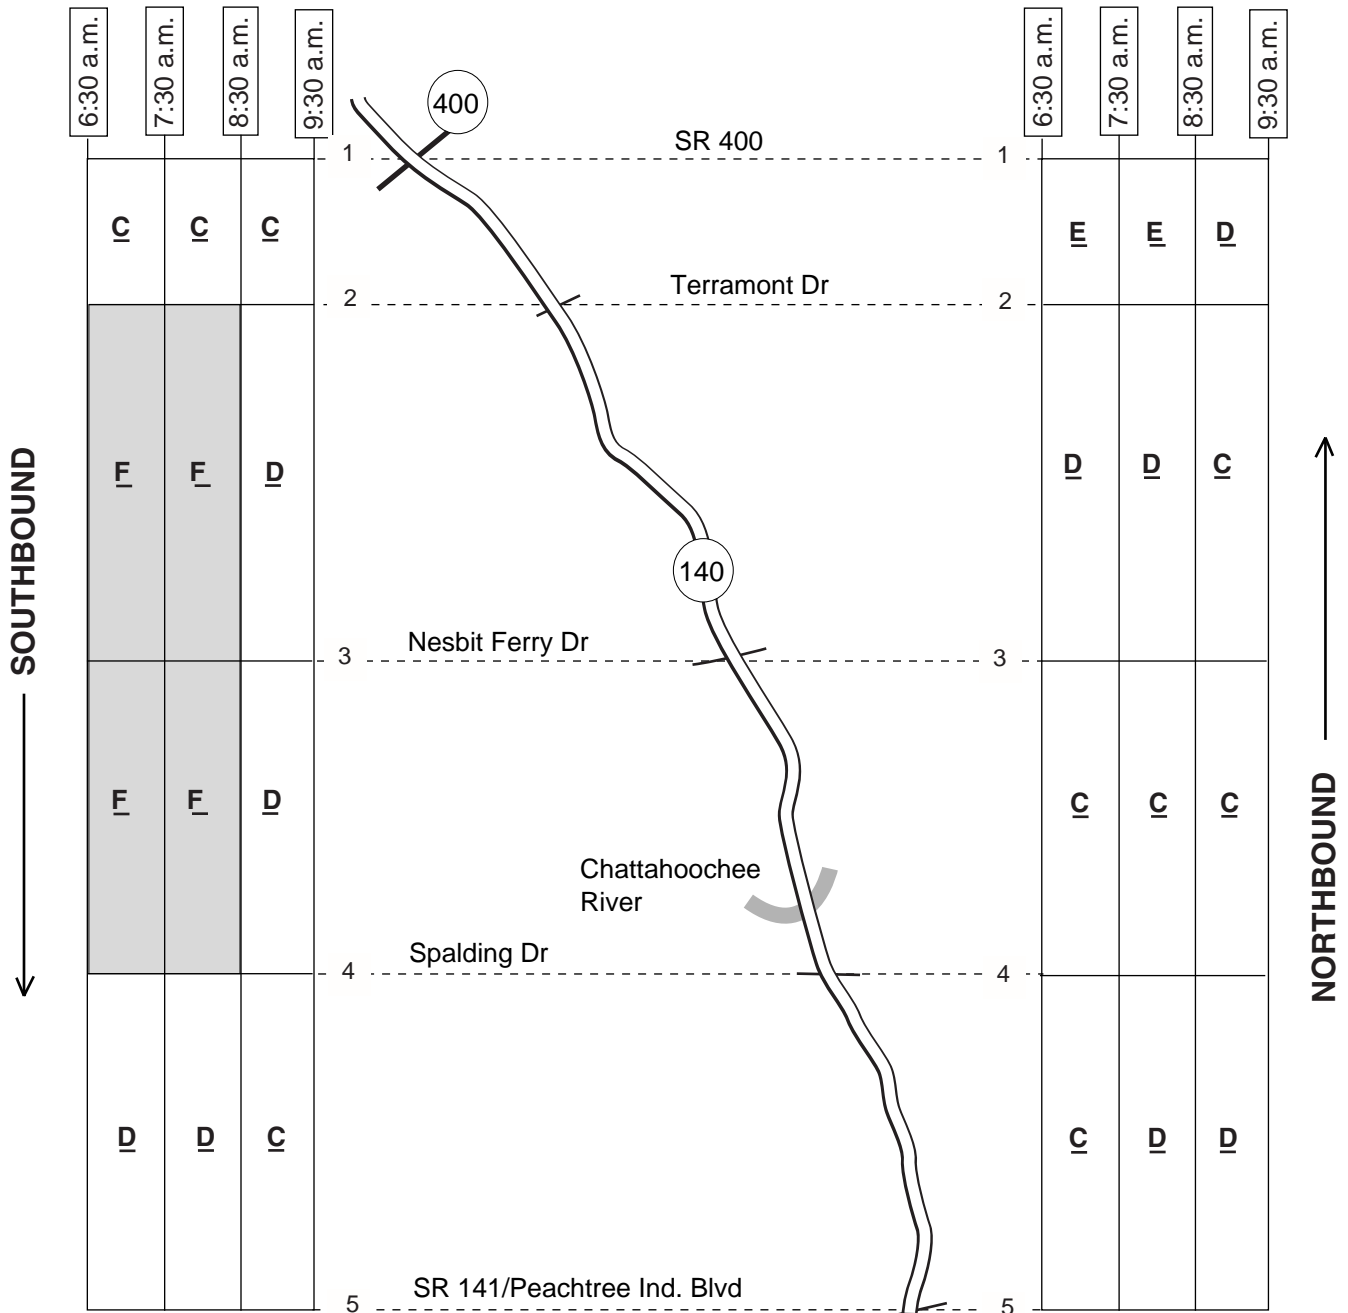 6:30 a.m.
7:30 a.m.
8:30 a.m.
9:30 a.m.
6:30 a.m.
7:30 a.m.
8:30 a.m.
9:30 a.m.
400
1 SR 400 1
C C C
E E D
2 Terramont Dr 2
SOUTHBOUND
F F D
D D C
140
3 Nesbit Ferry Dr 3
F F D
C C C
Chattahoochee
River
NORTHBOUND
4 Spalding Dr 4
D D C
C D D
5 SR 141/Peachtree Ind. Blvd 5